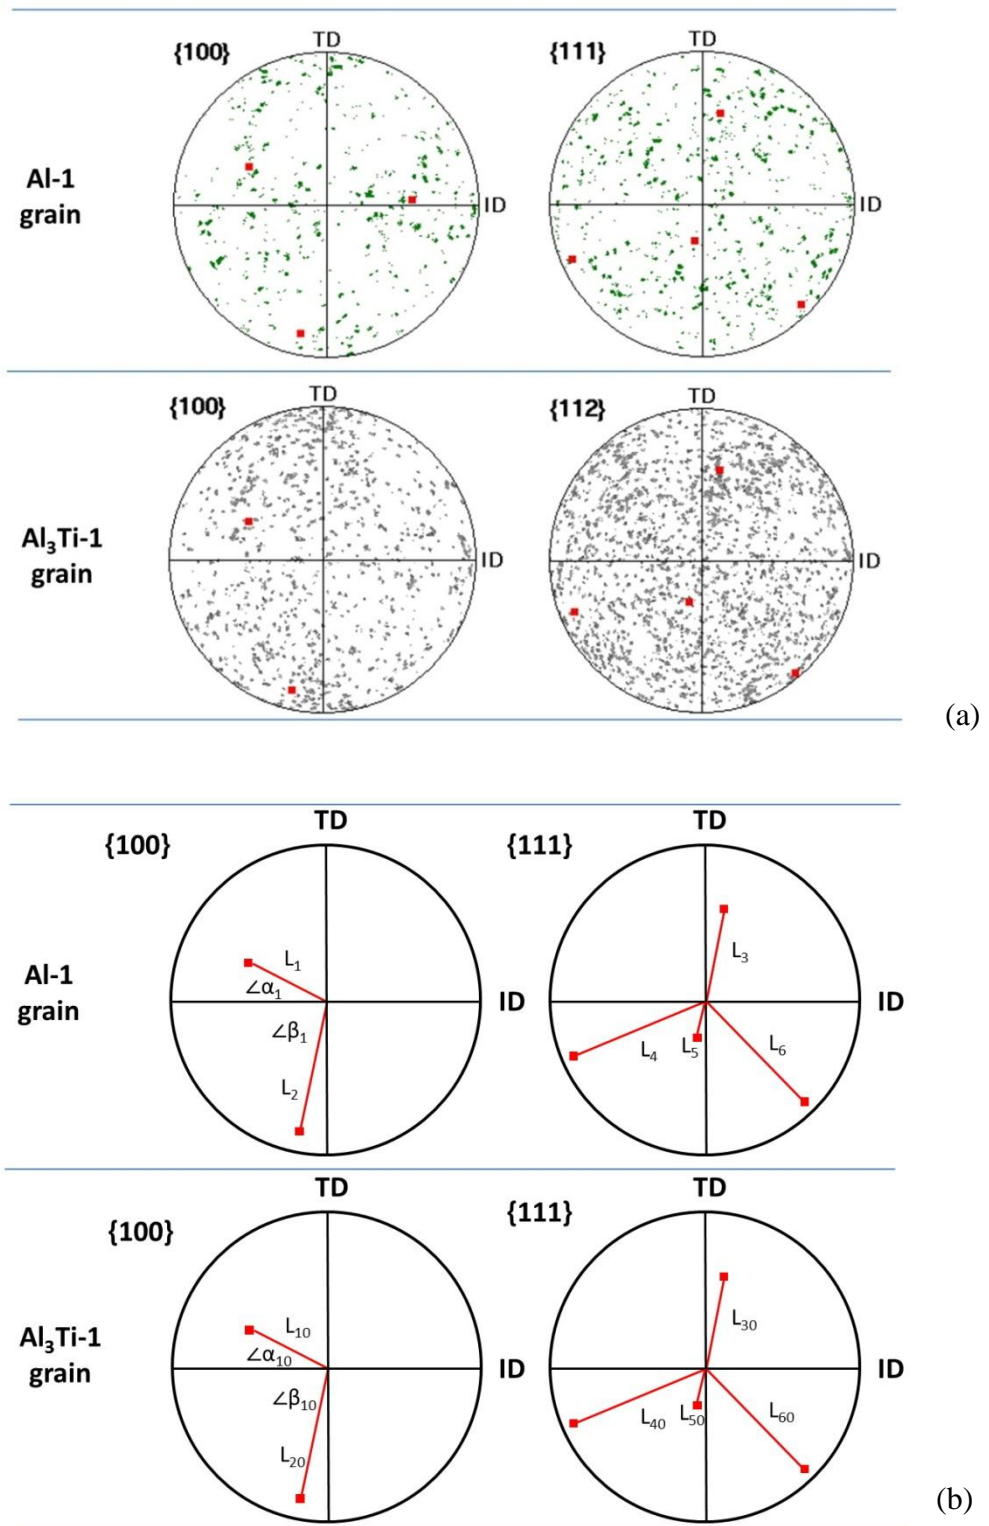 TD
{100}
ID
Al-1
grain
TD
{111}
ID
TD
{100}
ID
Al₃Ti-1
grain
TD
{112}
ID
(a)
TD
{100}
L₁
∠α₁
∠β₁
L₂
ID
Al-1
grain
TD
{111}
L₃
L₄
L₅
L₆
ID
TD
{100}
L₁₀
∠α₁₀
∠β₁₀
L₂₀
ID
Al₃Ti-1
grain
TD
{111}
L₃₀
L₄₀
L₅₀
L₆₀
ID
(b)